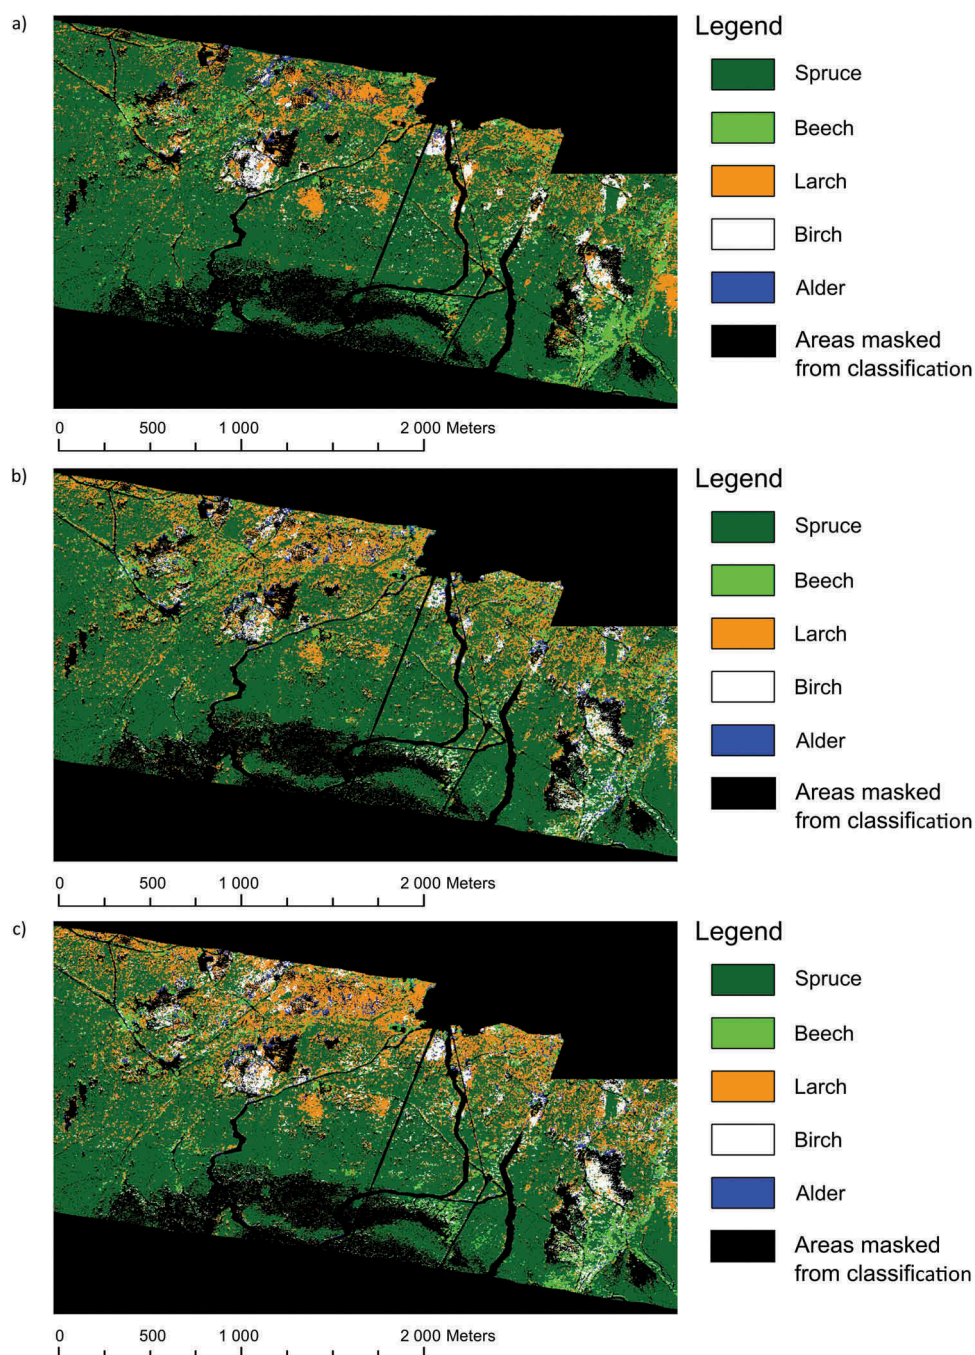 a)
Legend
Spruce
Beech
Larch
Birch
Alder
Areas masked
from classification
0 500 1 000 2 000 Meters
b)
Legend
Spruce
Beech
Larch
Birch
Alder
Areas masked
from classification
0 500 1 000 2 000 Meters
c)
Legend
Spruce
Beech
Larch
Birch
Alder
Areas masked
from classification
0 500 1 000 2 000 Meters